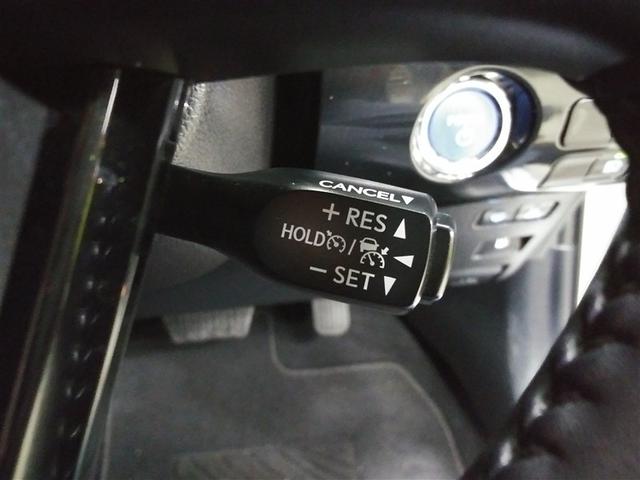 CANCEL
+ RES
HOLD /
− SET